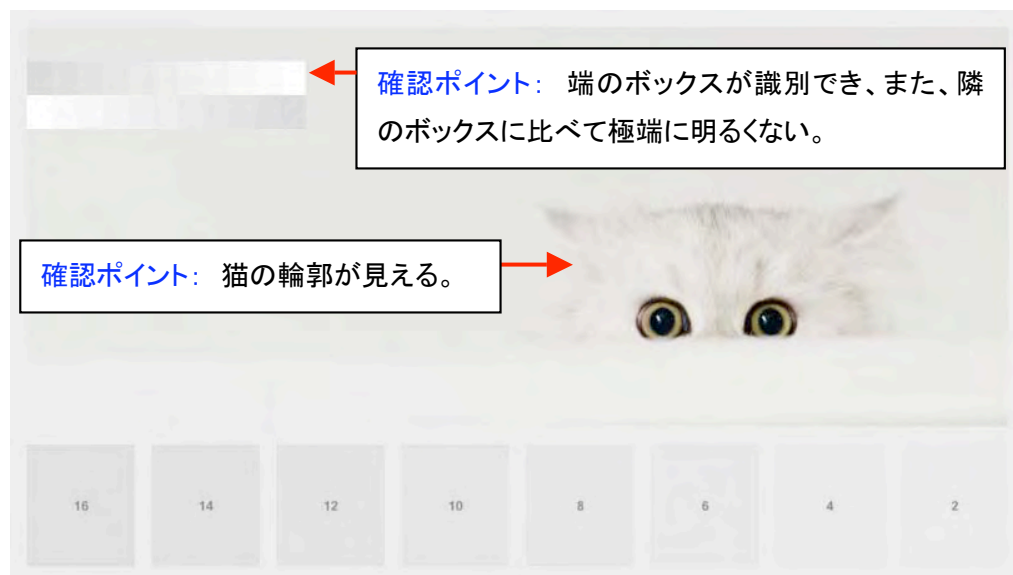 確認ポイント： 端のボックスが識別でき、また、隣
のボックスに比べて極端に明るくない。
確認ポイント： 猫の輪郭が見える。
16 14 12 10 8 6 4 2